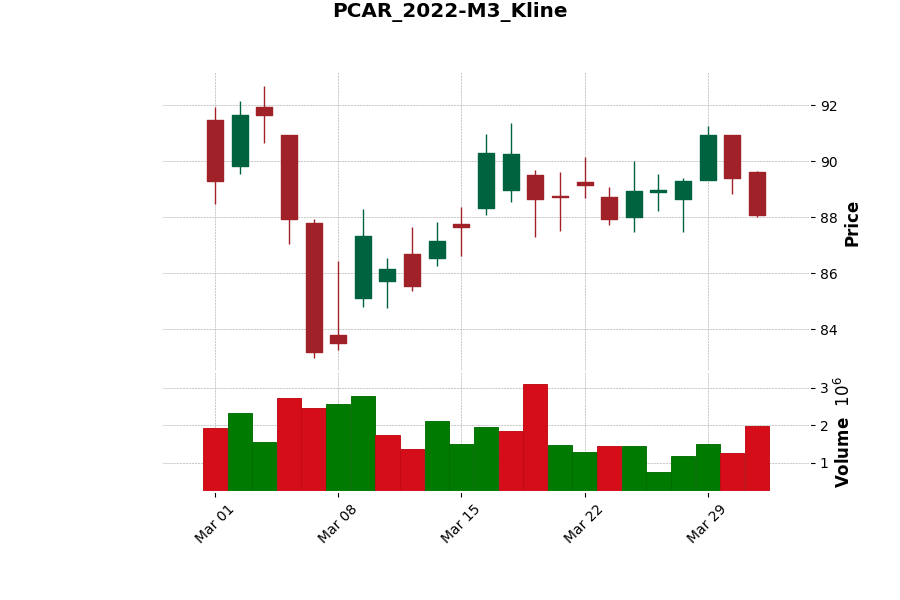 PCAR_2022-M3_Kline
92
90
88
86
84
Price
3
2
1
Volume 10^6
Mar 01
Mar 08
Mar 15
Mar 22
Mar 29